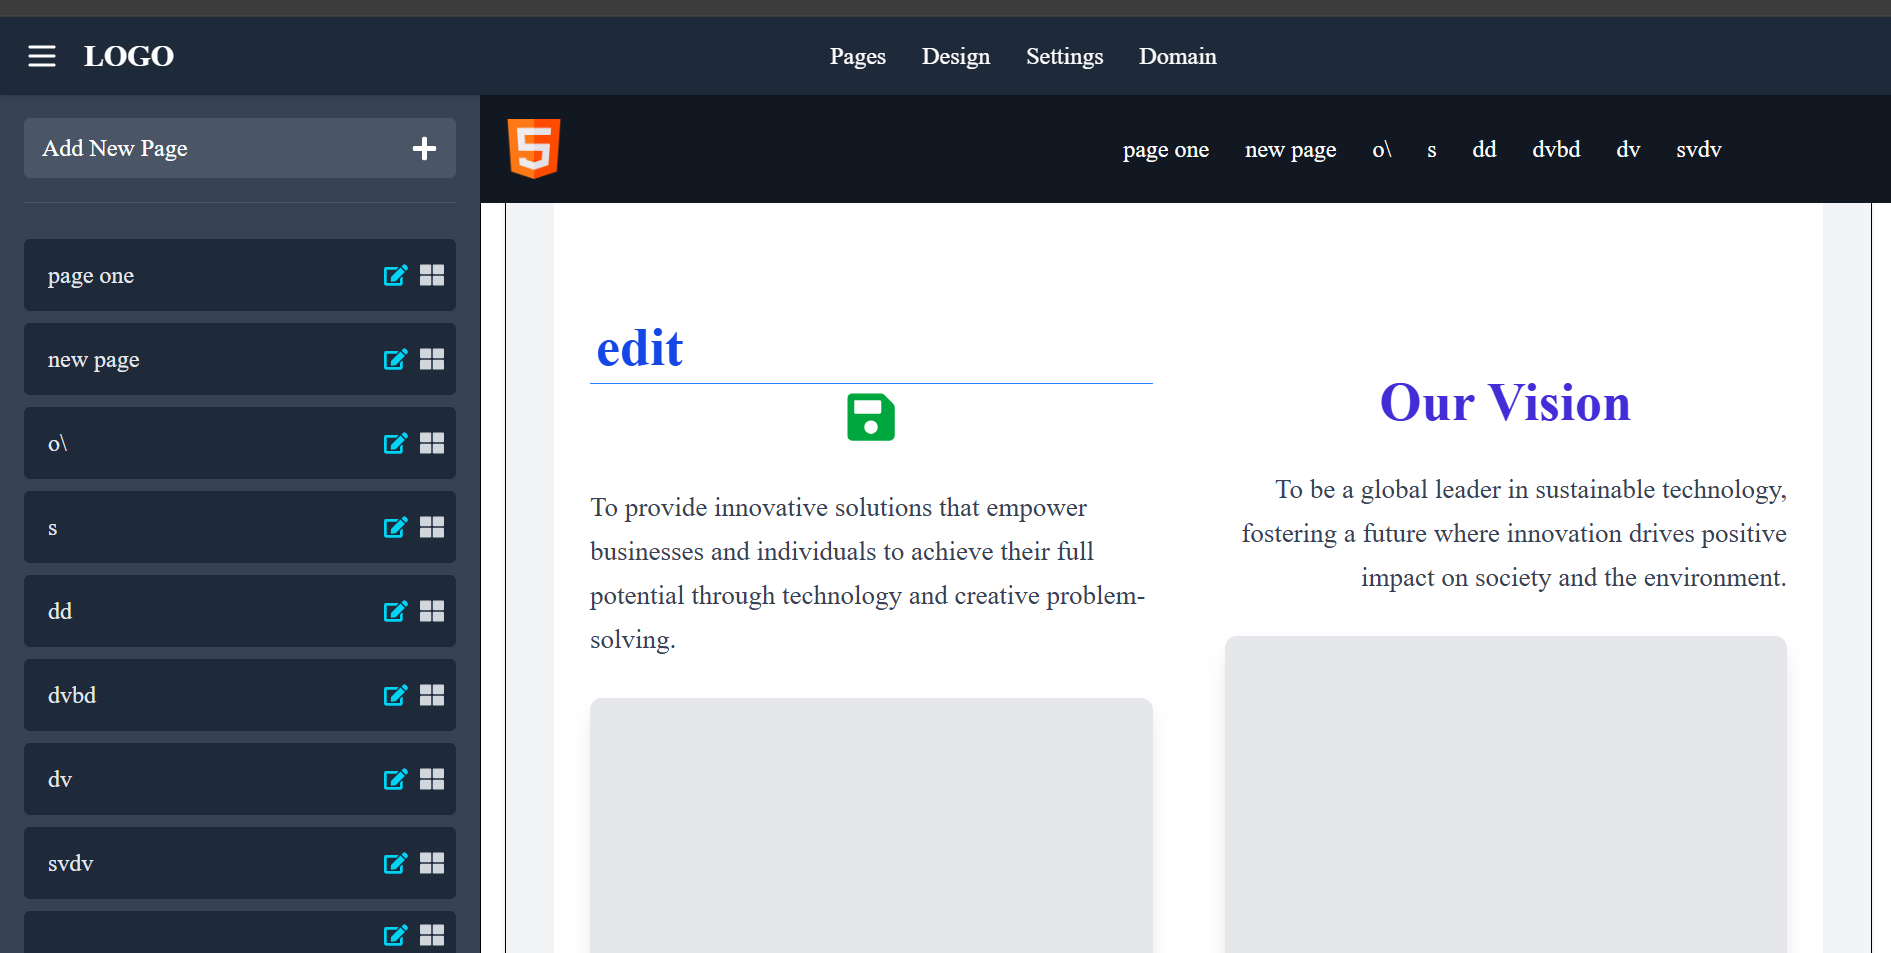 LOGO
Pages Design Settings Domain
Add New Page
page one new page o\ s dd dvbd dv svdv
page one
new page
o\
s
dd
dvbd
dv
svdv
edit
To provide innovative solutions that empower
businesses and individuals to achieve their full
potential through technology and creative problem-
solving.
Our Vision
To be a global leader in sustainable technology,
fostering a future where innovation drives positive
impact on society and the environment.